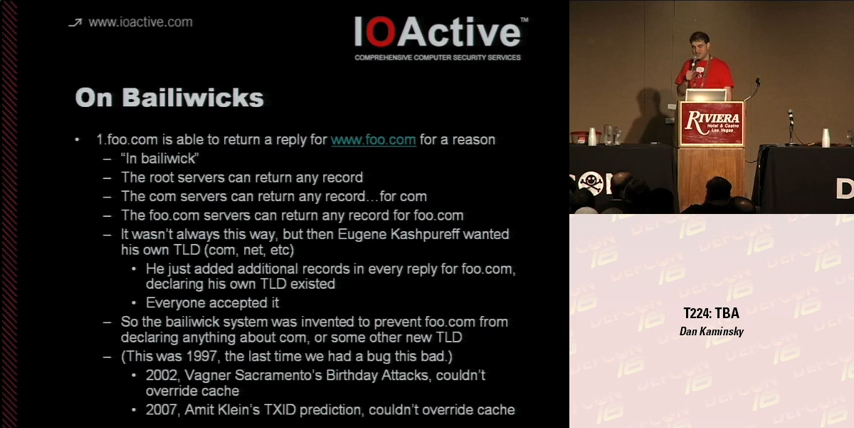 www.ioactive.com
IOActive™
COMPREHENSIVE COMPUTER SECURITY SERVICES
On Bailiwicks
• 1.foo.com is able to return a reply for www.foo.com for a reason
– “In bailiwick”
– The root servers can return any record
– The com servers can return any record…for com
– The foo.com servers can return any record for foo.com
– It wasn’t always this way, but then Eugene Kashpureff wanted
his own TLD (com, net, etc)
• He just added additional records in every reply for foo.com,
declaring his own TLD existed
• Everyone accepted it
– So the bailiwick system was invented to prevent foo.com from
declaring anything about com, or some other new TLD
– (This was 1997, the last time we had a bug this bad.)
• 2002, Vagner Sacramento’s Birthday Attacks, couldn’t
override cache
• 2007, Amit Klein’s TXID prediction, couldn’t override cache
RIVIERA
Hotel & Casino
Las Vegas
D
T224: TBA
Dan Kaminsky
DEFCON
16